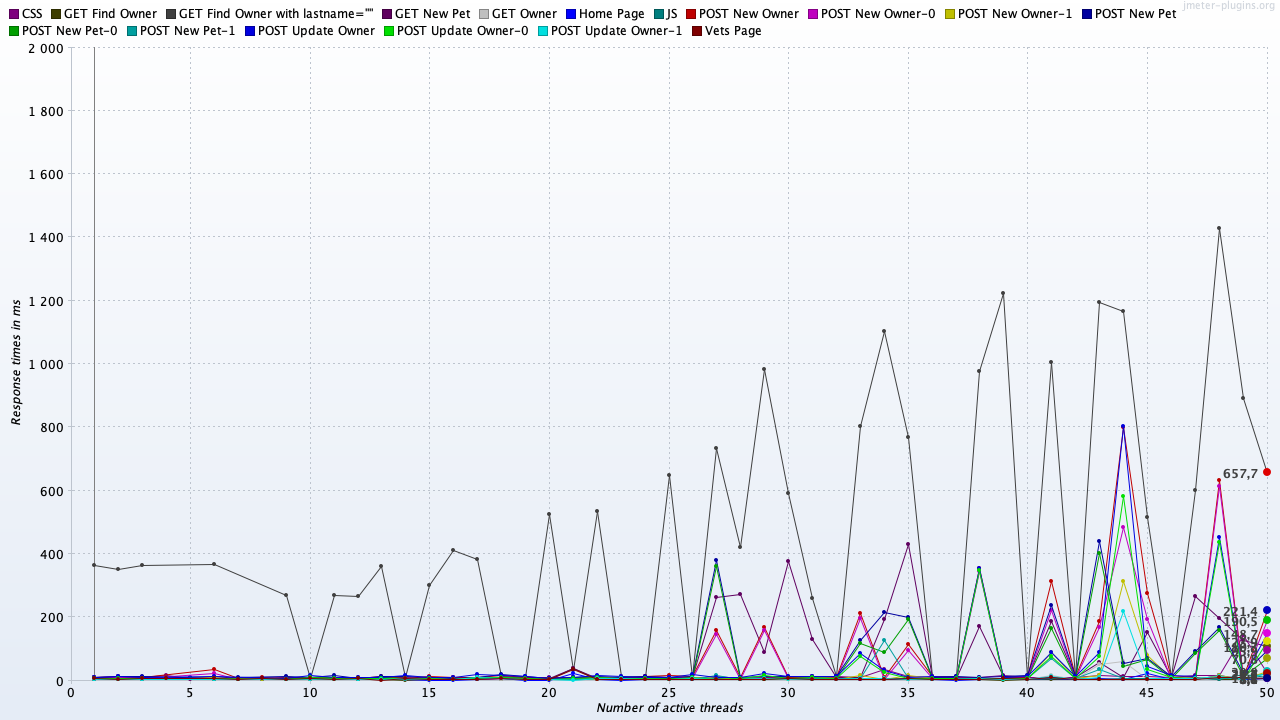 CSS GET Find Owner GET Find Owner with lastname="" GET New Pet GET Owner Home Page JS POST New Owner POST New Owner-0 POST New Owner-1 POST New Pet
jmeter-plugins.org
POST New Pet-0 POST New Pet-1 POST Update Owner POST Update Owner-0 POST Update Owner-1 Vets Page
2 000
1 800
1 600
1 400
1 200
1 000
800
600
400
200
0
Response times in ms
657,7
221,4
190,5
148,7
0 5 10 15 20 25 30 35 40 45 50
Number of active threads